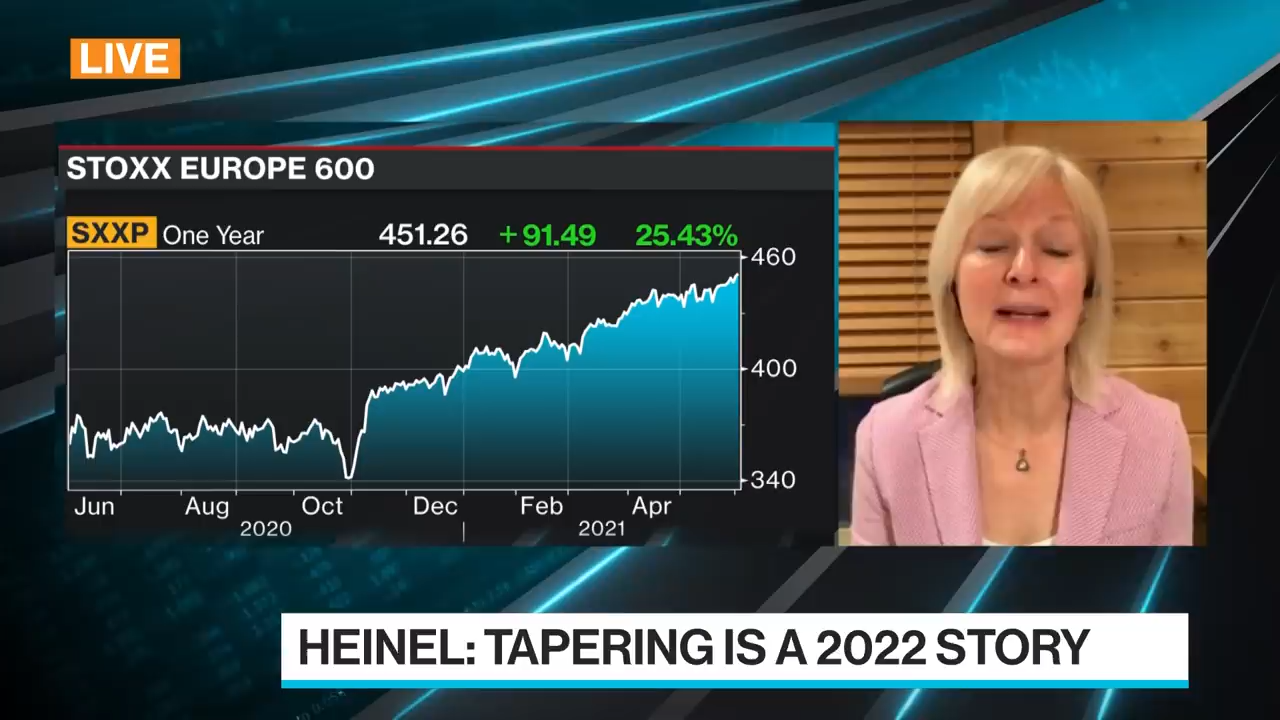 LIVE
STOXX EUROPE 600
SXXP One Year 451.26 +91.49 25.43%
460
400
340
Jun Aug Oct Dec Feb Apr
2020 2021
HEINEL: TAPERING IS A 2022 STORY